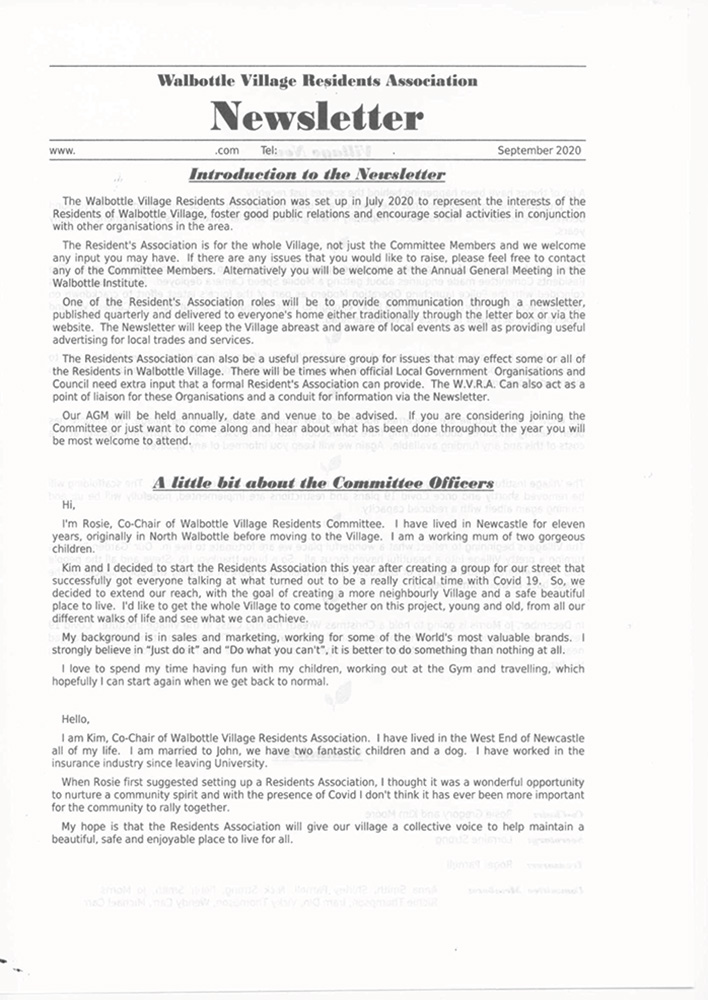 Walbottle Village Residents Association
Newsletter
www. .com Tel: . September 2020
Introduction to the Newsletter
The Walbottle Village Residents Association was set up in July 2020 to represent the interests of the
Residents of Walbottle Village, foster good public relations and encourage social activities in conjunction
with other organisations in the area.
The Resident's Association is for the whole Village, not just the Committee Members and we welcome
any input you may have. If there are any issues that you would like to raise, please feel free to contact
any of the Committee Members. Alternatively you will be welcome at the Annual General Meeting in the
Walbottle Institute.
One of the Resident's Association roles will be to provide communication through a newsletter,
published quarterly and delivered to everyone's home either traditionally through the letter box or via the
website. The Newsletter will keep the Village abreast and aware of local events as well as providing useful
advertising for local trades and services.
The Residents Association can also be a useful pressure group for issues that may effect some or all of
the Residents in Walbottle Village. There will be times when official Local Government Organisations and
Council need extra input that a formal Resident's Association can provide. The W.V.R.A. Can also act as a
point of liaison for these Organisations and a conduit for information via the Newsletter.
Our AGM will be held annually, date and venue to be advised. If you are considering joining the
Committee or just want to come along and hear about what has been done throughout the year you will
be most welcome to attend.
A little bit about the Committee Officers
Hi,
I'm Rosie, Co-Chair of Walbottle Village Residents Committee. I have lived in Newcastle for eleven
years, originally in North Walbottle before moving to the Village. I am a working mum of two gorgeous
children.
Kim and I decided to start the Residents Association this year after creating a group for our street that
successfully got everyone talking at what turned out to be a really critical time with Covid 19. So, we
decided to extend our reach, with the goal of creating a more neighbourly Village and a safe beautiful
place to live. I'd like to get the whole Village to come together on this project, young and old, from all our
different walks of life and see what we can achieve.
My background is in sales and marketing, working for some of the World's most valuable brands. I
strongly believe in "Just do it" and "Do what you can't", it is better to do something than nothing at all.
I love to spend my time having fun with my children, working out at the Gym and travelling, which
hopefully I can start again when we get back to normal.
Hello,
I am Kim, Co-Chair of Walbottle Village Residents Association. I have lived in the West End of Newcastle
all of my life. I am married to John, we have two fantastic children and a dog. I have worked in the
insurance industry since leaving University.
When Rosie first suggested setting up a Residents Association, I thought it was a wonderful opportunity
to nurture a community spirit and with the presence of Covid I don't think it has ever been more important
for the community to rally together.
My hope is that the Residents Association will give our village a collective voice to help maintain a
beautiful, safe and enjoyable place to live for all.